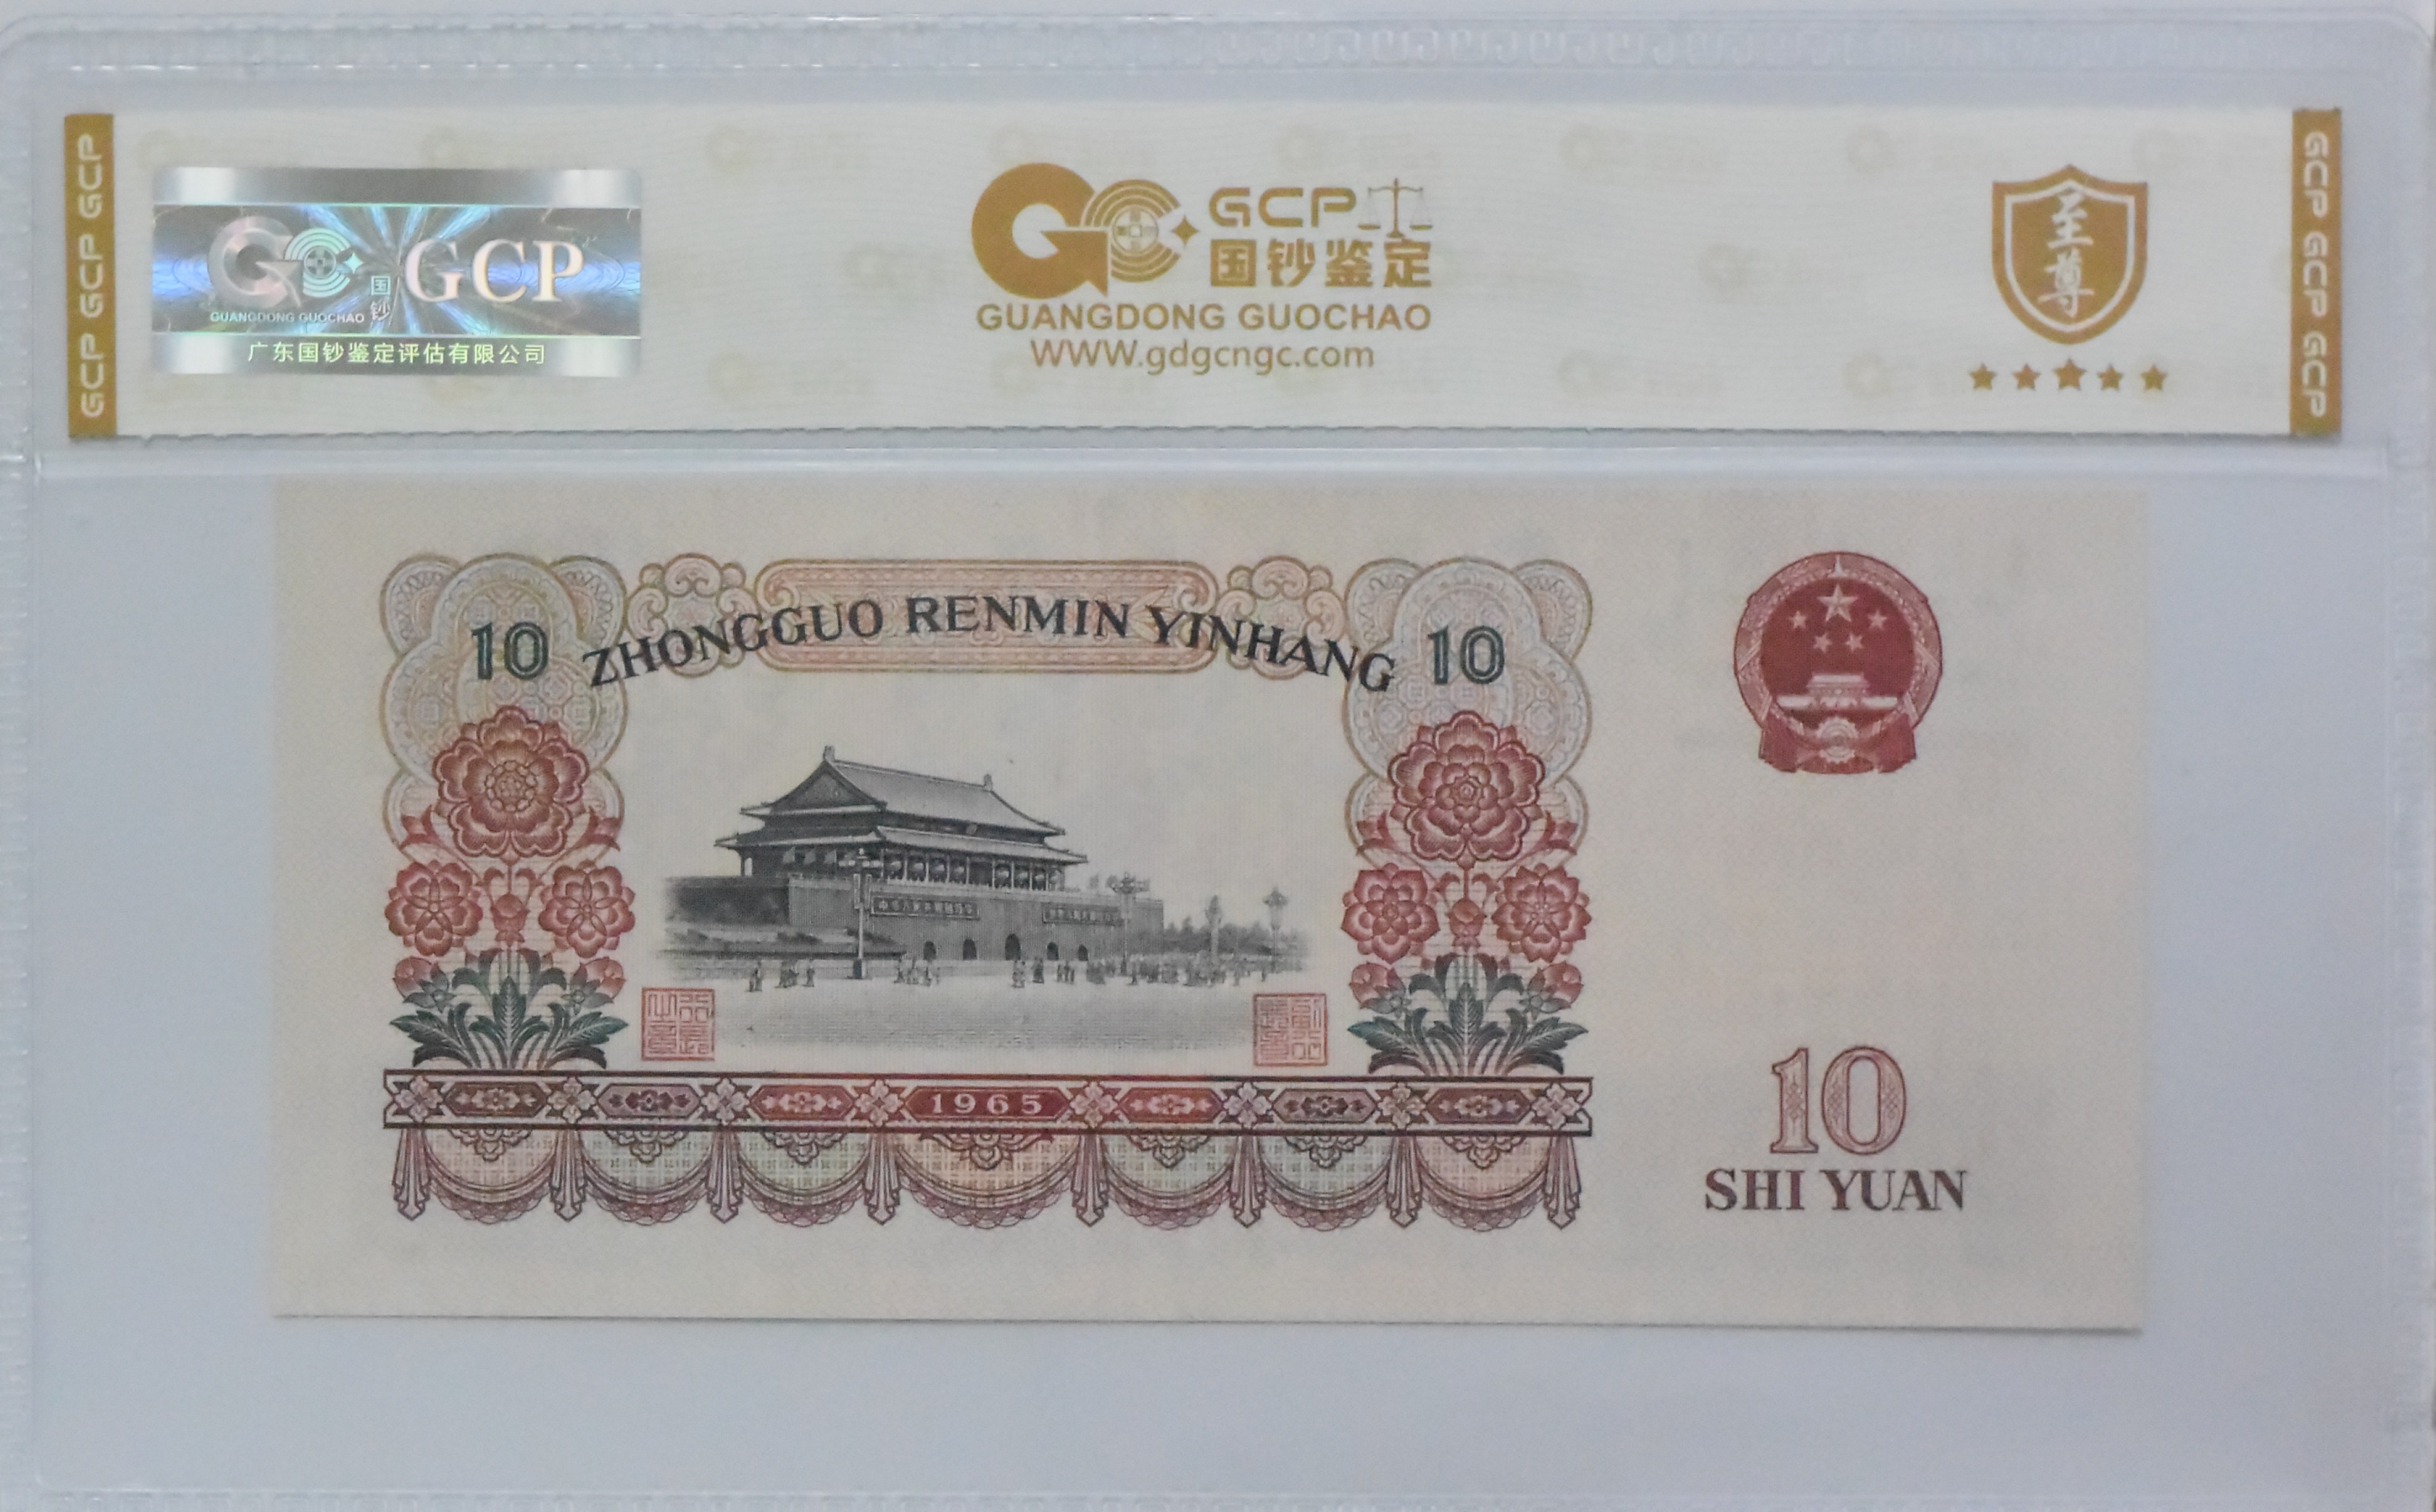 GCP GCP GCP
GCP
国钞
GUANGDONG GUOCHAO
广东国钞鉴定评估有限公司
GCP
国钞鉴定
GUANGDONG GUOCHAO
WWW.gdgcngc.com
至尊
GCP GCP GCP
10 ZHONGGUO RENMIN YINHANG 10
1965
10
SHI YUAN